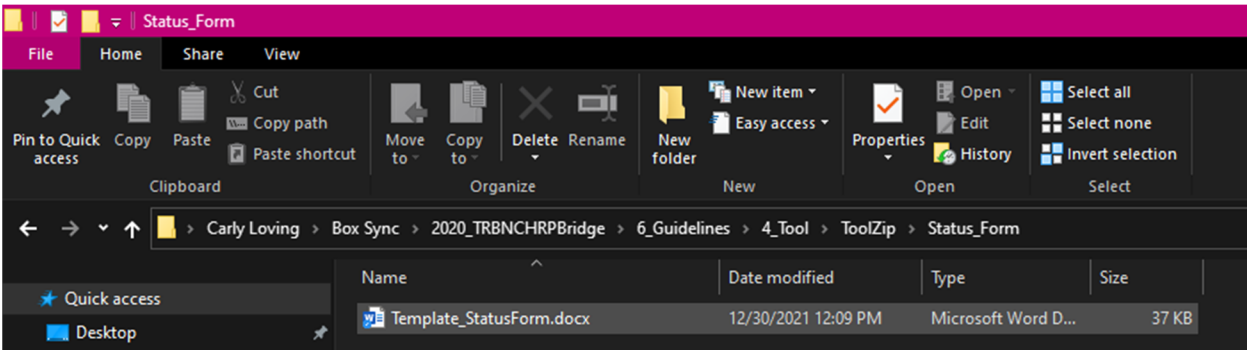 Status_Form
File Home Share View
Pin to Quick access
Copy
Paste
Cut
Copy path
Paste shortcut
Clipboard
Move to
Copy to
Delete
Rename
Organize
New folder
New item
Easy access
New
Properties
Open
Edit
History
Open
Select all
Select none
Invert selection
Select
Carly Loving > Box Sync > 2020_TRBNCHRPBridge > 6_Guidelines > 4_Tool > ToolZip > Status_Form
Name Date modified Type Size
Quick access
Template_StatusForm.docx 12/30/2021 12:09 PM Microsoft Word D... 37 KB
Desktop